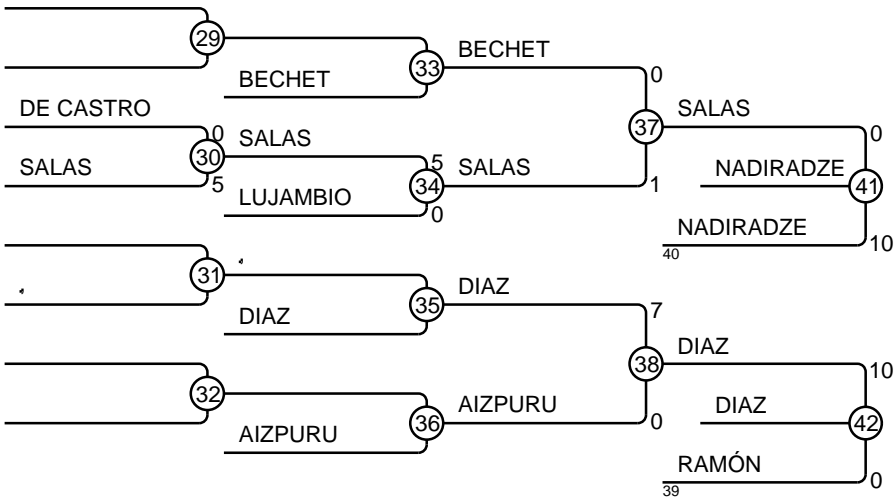 29
BECHET
33
BECHET
0
DE CASTRO
SALAS
37
SALAS
0
30
SALAS
5
0
NADIRADZE
5
LUJAMBIO
34
SALAS
1
41
0
NADIRADZE
10
40
31
DIAZ
7
DIAZ
35
DIAZ
38
10
32
AIZPURU
DIAZ
AIZPURU
36
0
42
RAMÓN
0
39